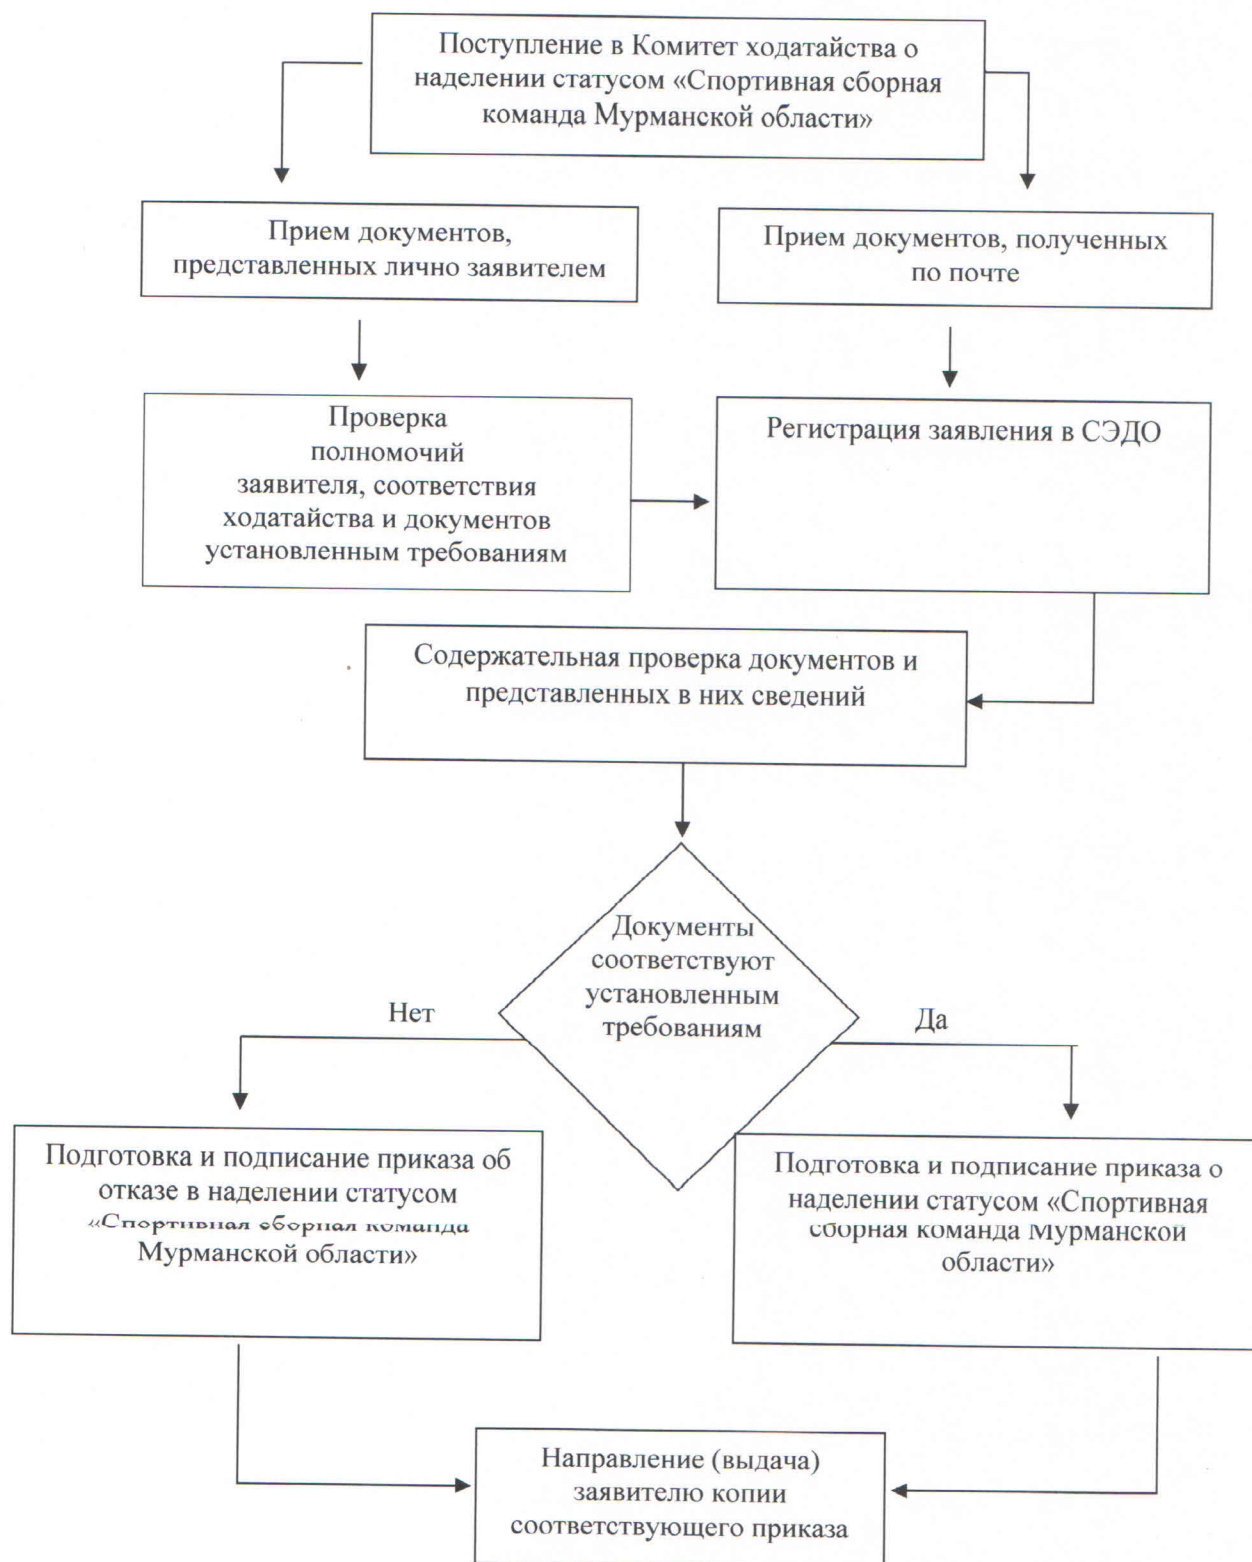 Поступление в Комитет ходатайства о
наделении статусом «Спортивная сборная
команда Мурманской области»
Прием документов,
представленных лично заявителем
Прием документов, полученных
по почте
Проверка
полномочий
заявителя, соответствия
ходатайства и документов
установленным требованиям
Регистрация заявления в СЭДО
Содержательная проверка документов и
представленных в них сведений
Документы
соответствуют
установленным
требованиям
Нет
Да
Подготовка и подписание приказа об
отказе в наделении статусом
«Спортивная сборная команда
Мурманской области»
Подготовка и подписание приказа о
наделении статусом «Спортивная
сборная команда Мурманской
области»
Направление (выдача)
заявителю копии
соответствующего приказа